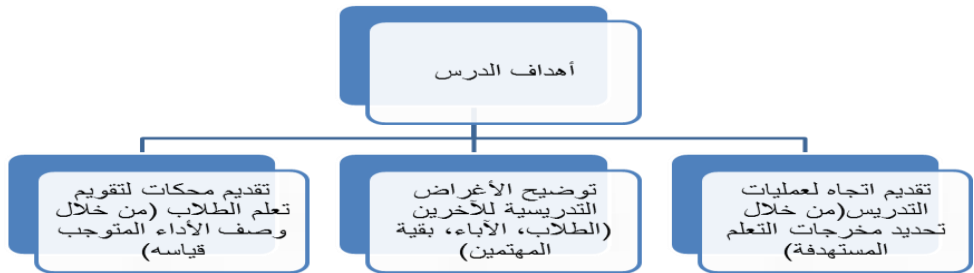 أهداف الدرس
تقديم اتجاه لعمليات
التدريس(من خلال
تحديد مخرجات التعلم
المستهدفة)
توضيح الأغراض
التدريسية للآخرين
(الطلاب، الأباء، بقية
المهتمين)
تقديم محكات لتقويم
تعلم الطلاب (من خلال
وصف الأداء المتوجب
قياسه)